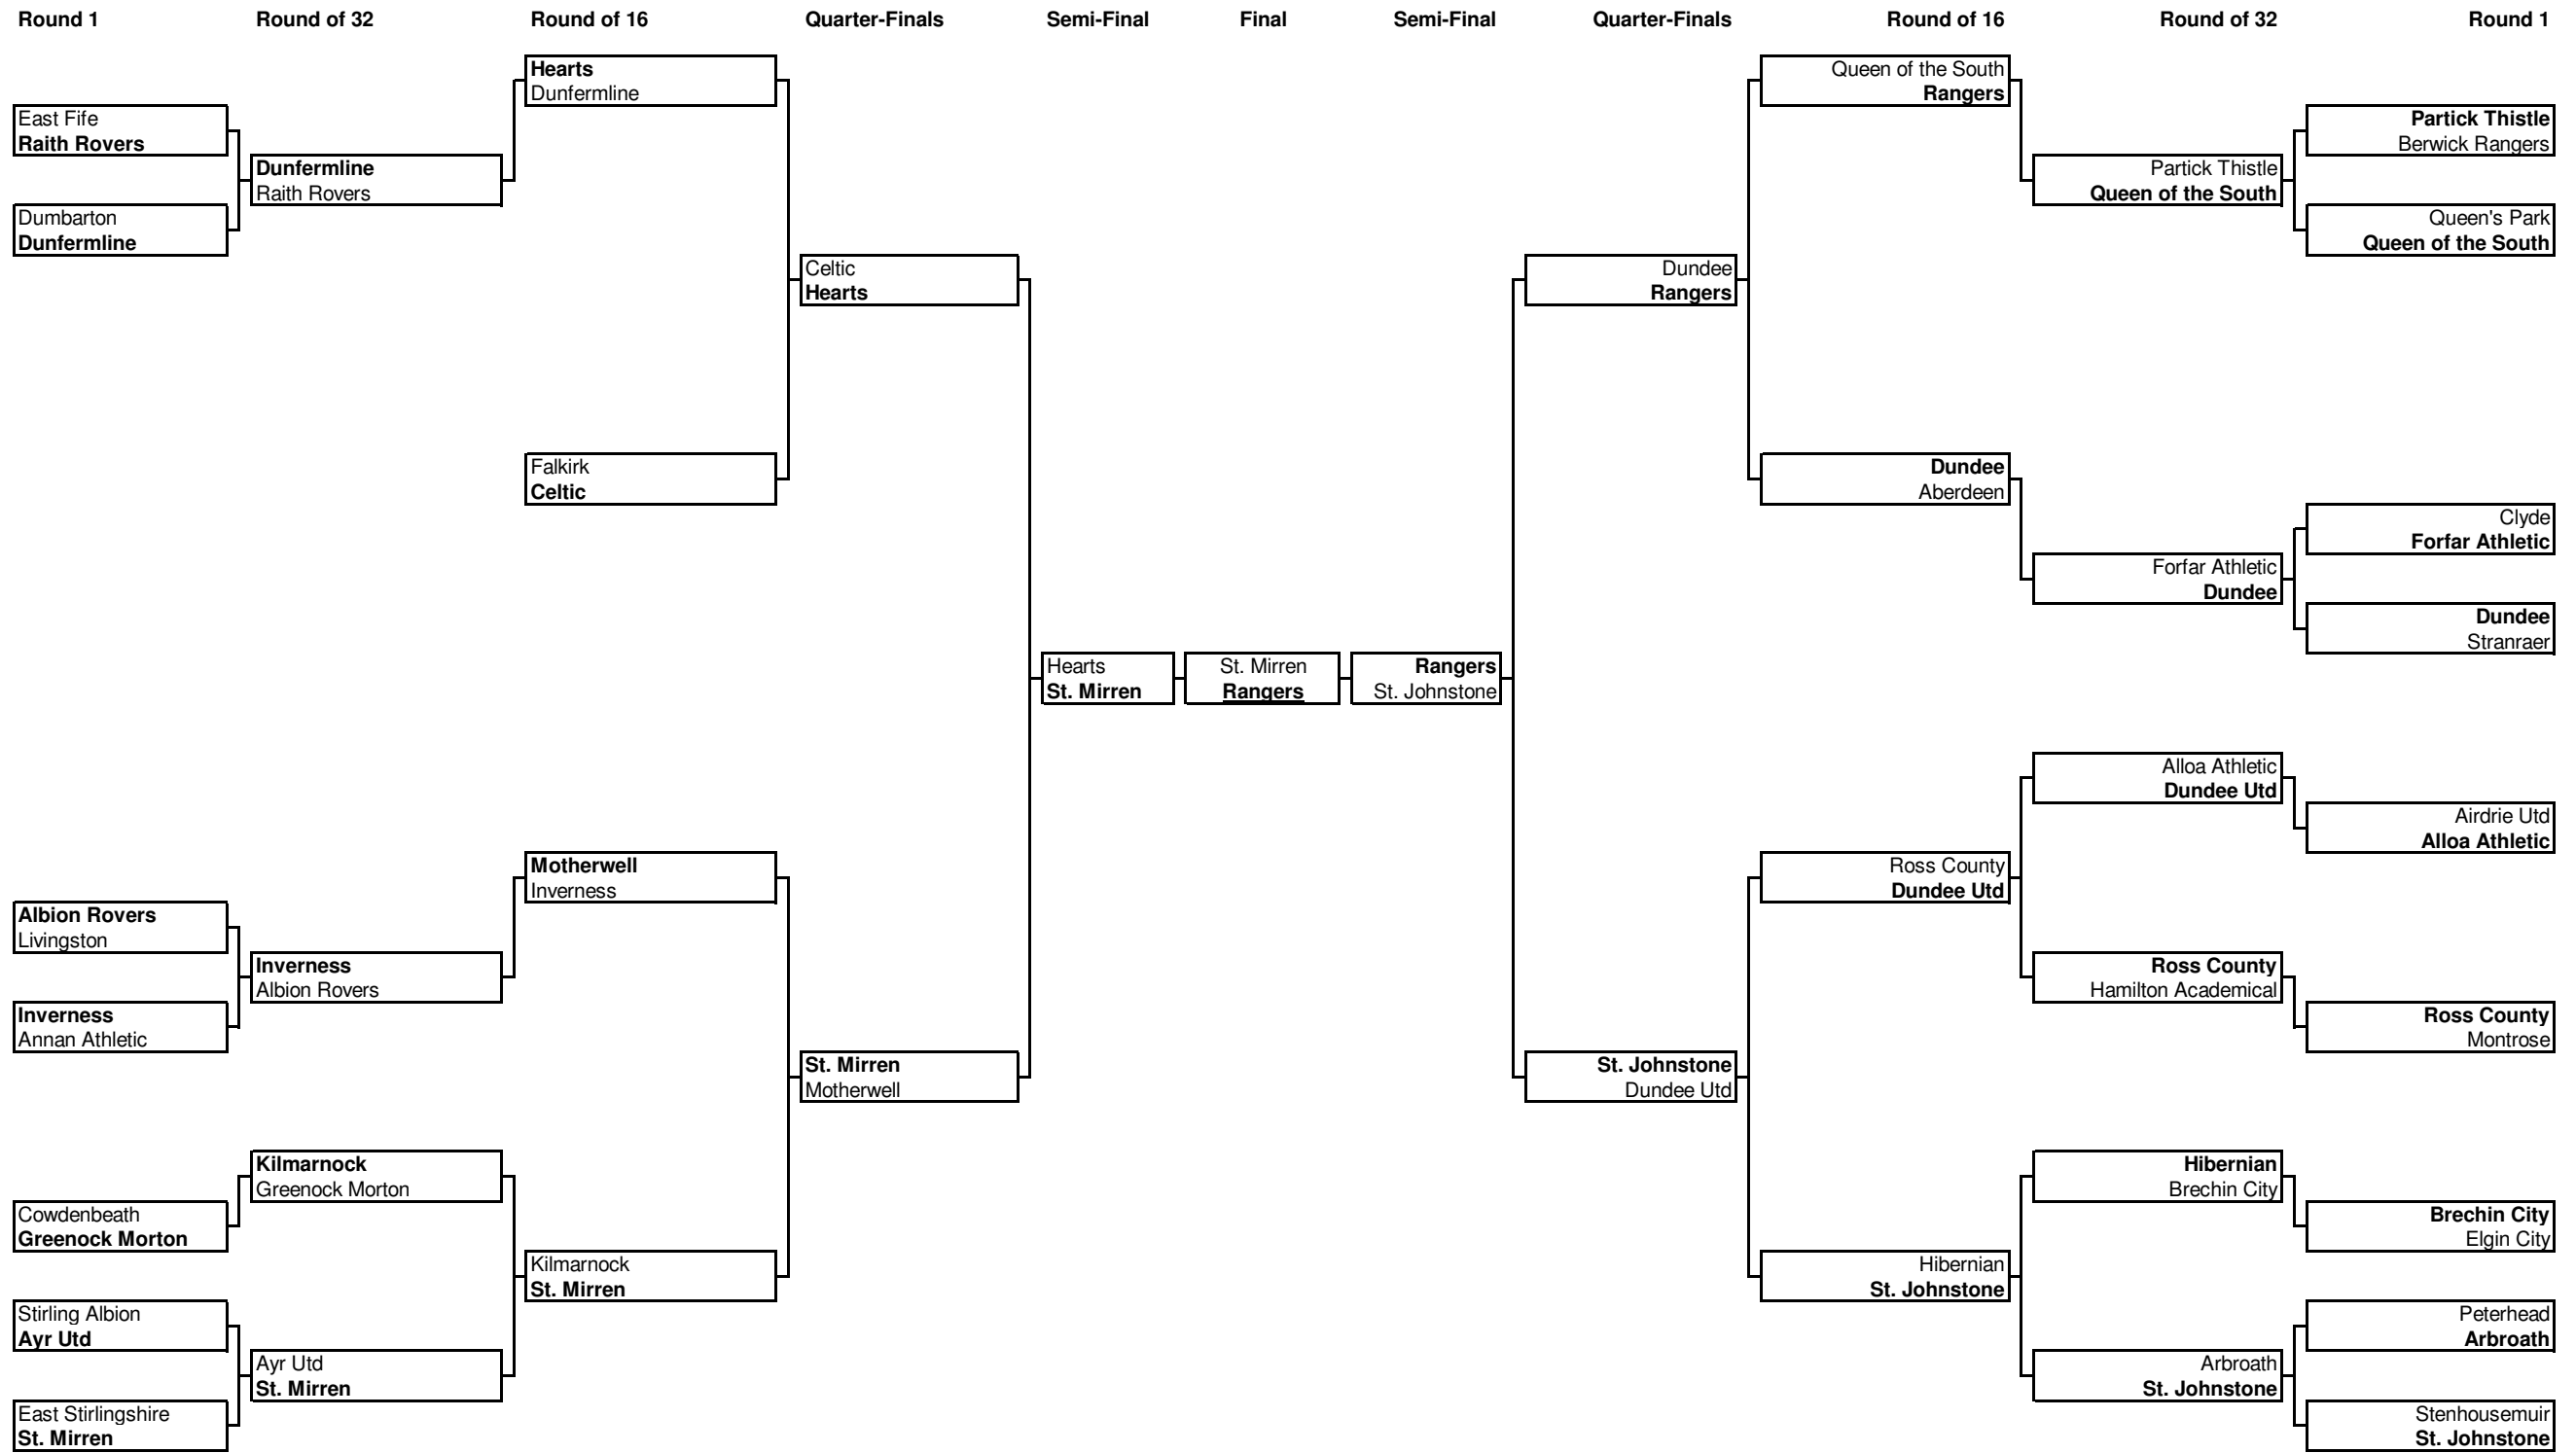 Round 1
Round of 32
Round of 16
Quarter-Finals
Semi-Final
Final
Semi-Final
Quarter-Finals
Round of 16
Round of 32
Round 1
East Fife
Raith Rovers
Dumbarton
Dunfermline
Albion Rovers
Livingston
Inverness
Annan Athletic
Cowdenbeath
Greenock Morton
Stirling Albion
Ayr Utd
East Stirlingshire
St. Mirren
Dunfermline
Raith Rovers
Inverness
Albion Rovers
Kilmarnock
Greenock Morton
Ayr Utd
St. Mirren
Hearts
Dunfermline
Falkirk
Celtic
Motherwell
Inverness
Kilmarnock
St. Mirren
Celtic
Hearts
St. Mirren
Motherwell
Hearts
St. Mirren
St. Mirren
Rangers
Rangers
St. Johnstone
Dundee
Rangers
St. Johnstone
Dundee Utd
Queen of the South
Rangers
Dundee
Aberdeen
Ross County
Dundee Utd
Hibernian
St. Johnstone
Partick Thistle
Queen of the South
Forfar Athletic
Dundee
Alloa Athletic
Dundee Utd
Ross County
Hamilton Academical
Hibernian
Brechin City
Arbroath
St. Johnstone
Partick Thistle
Berwick Rangers
Queen's Park
Queen of the South
Clyde
Forfar Athletic
Dundee
Stranraer
Airdrie Utd
Alloa Athletic
Ross County
Montrose
Brechin City
Elgin City
Peterhead
Arbroath
Stenhousemuir
St. Johnstone